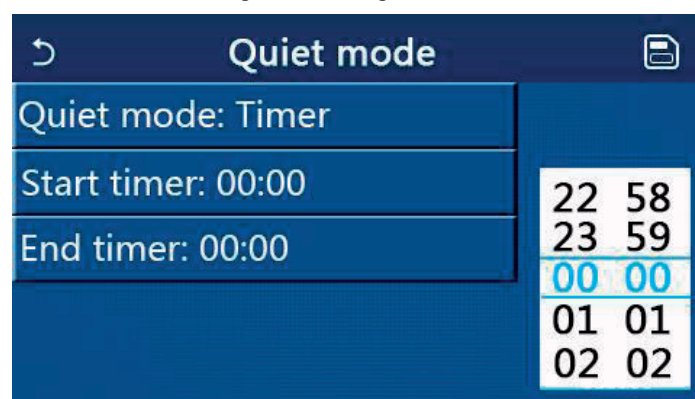 Quiet mode
Quiet mode: Timer
Start timer: 00:00
End timer: 00:00
22 58
23 59
00 00
01 01
02 02